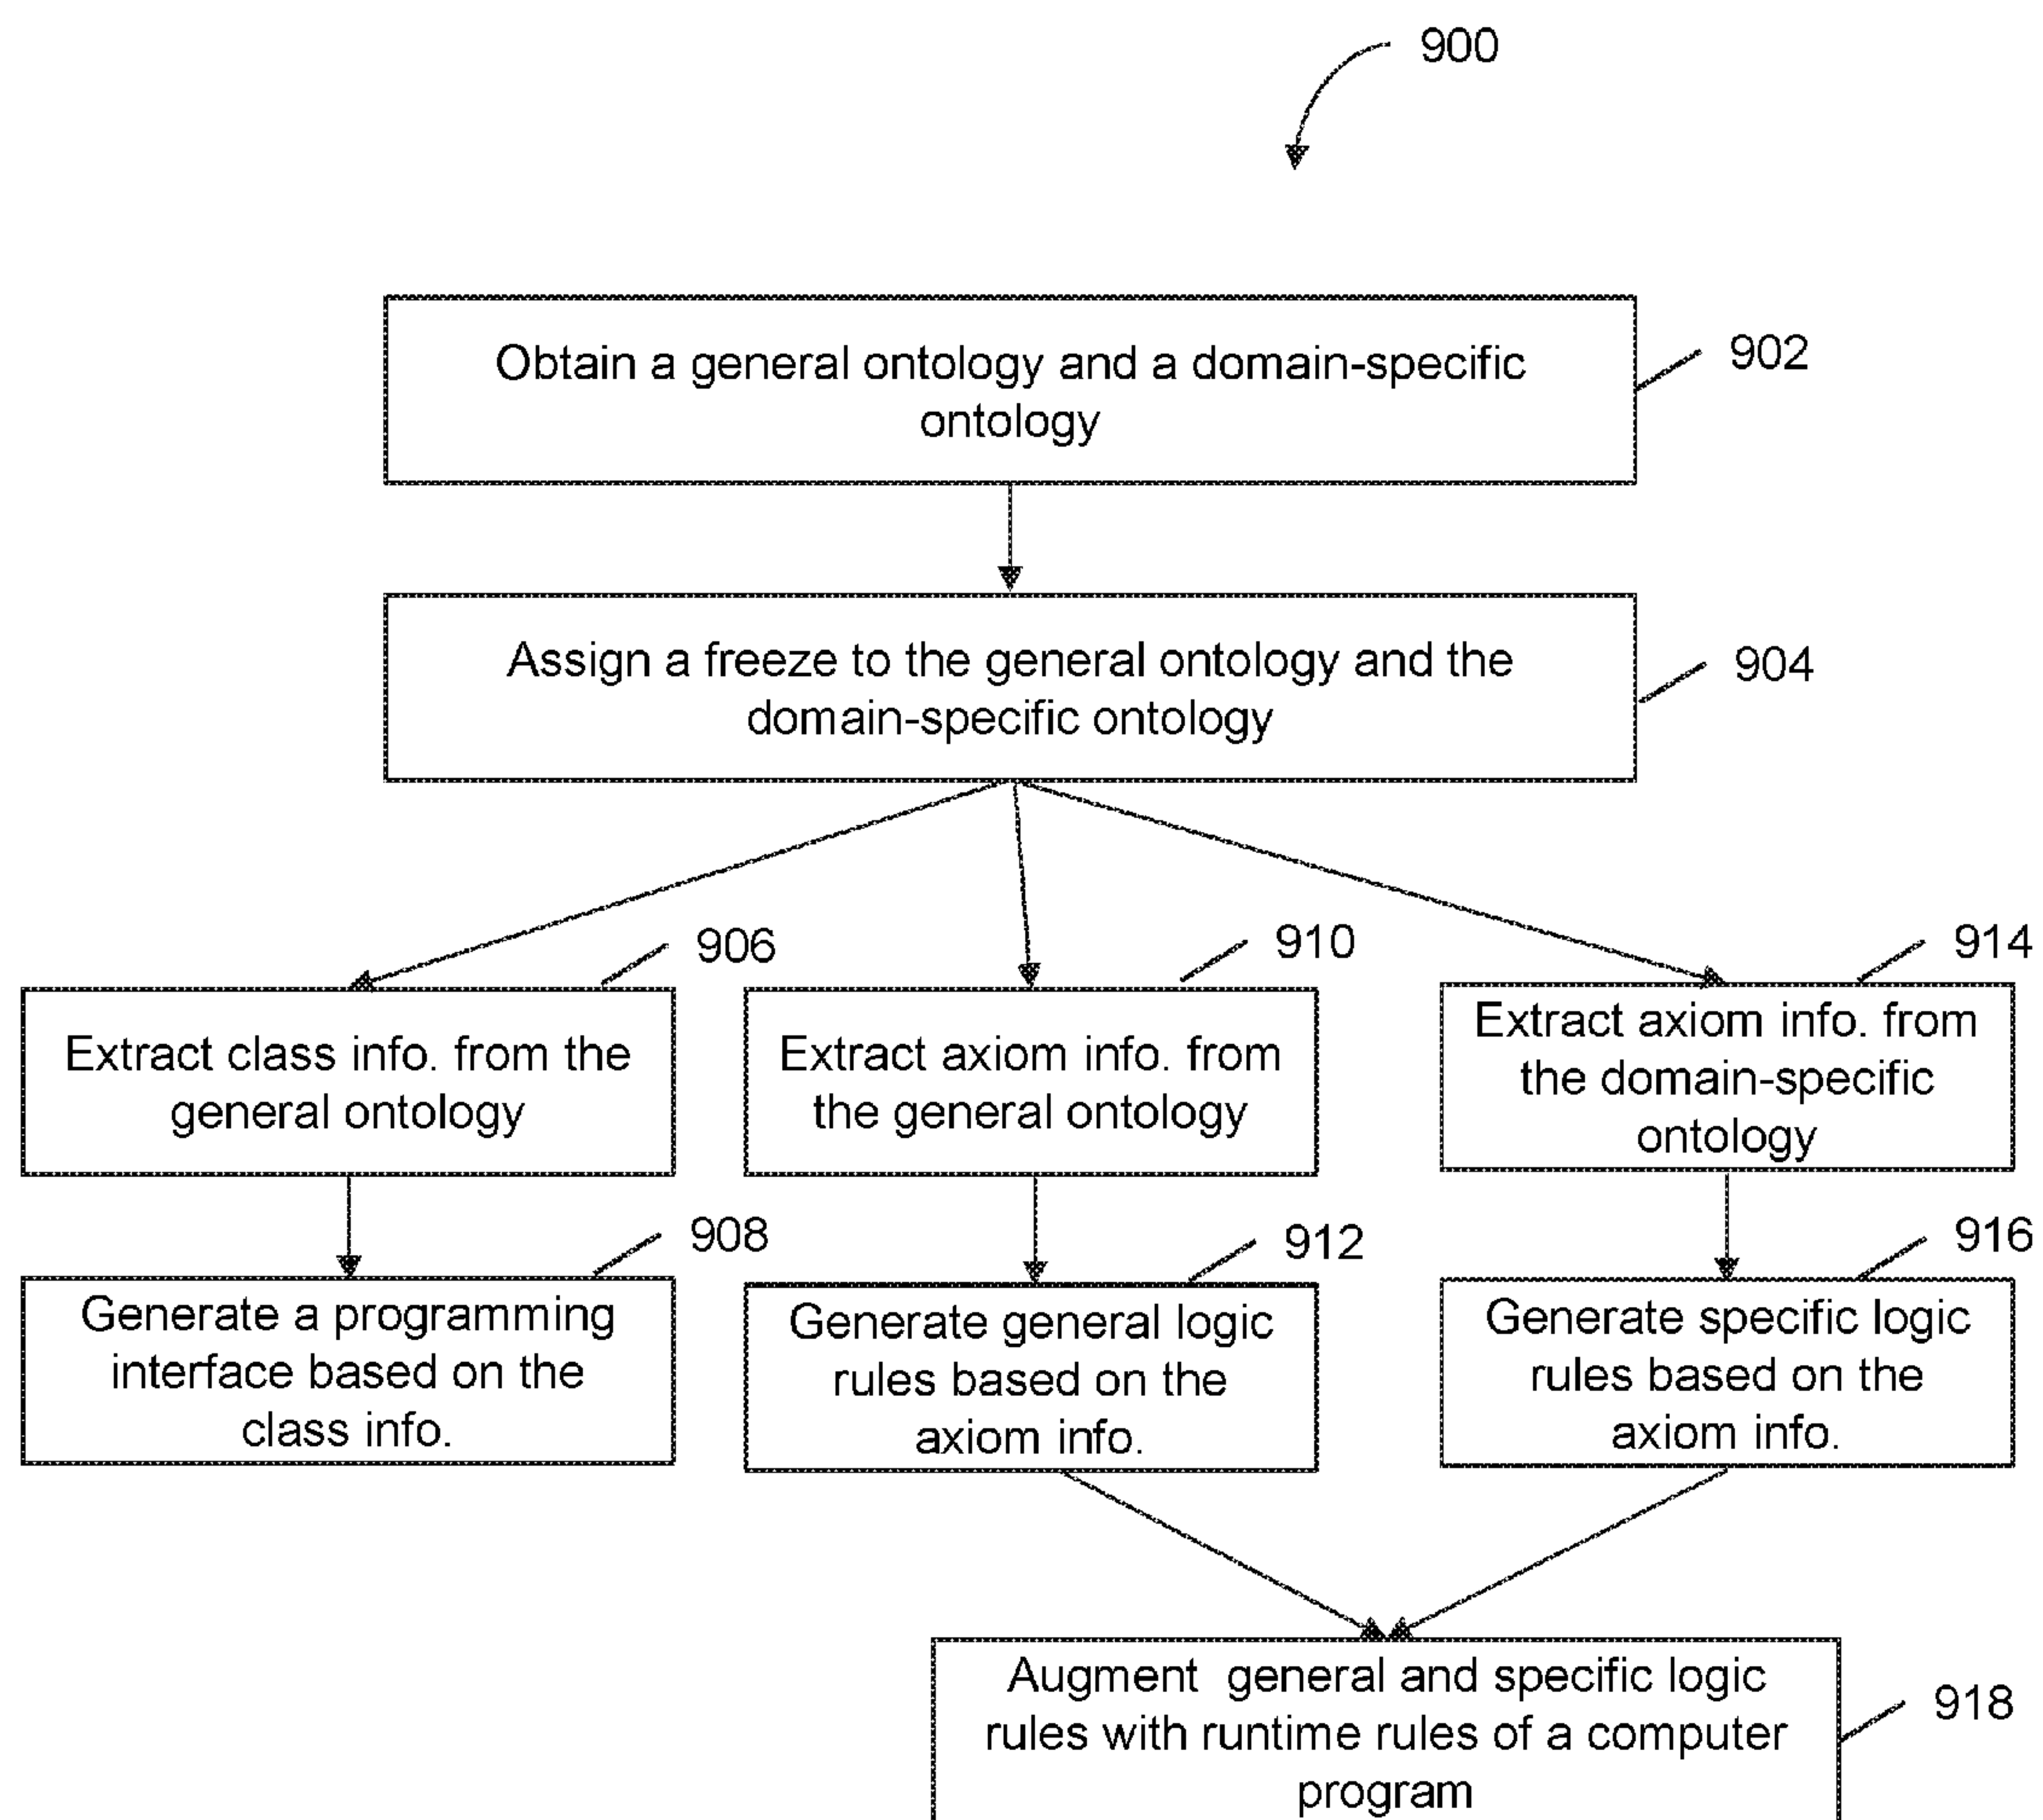 900
Obtain a general ontology and a domain-specific
ontology
902
Assign a freeze to the general ontology and the
domain-specific ontology
904
906
Extract class info. from the
general ontology
910
Extract axiom info. from
the general ontology
914
Extract axiom info. from
the domain-specific
ontology
908
Generate a programming
interface based on the
class info.
912
Generate general logic
rules based on the
axiom info.
916
Generate specific logic
rules based on the
axiom info.
Augment general and specific logic
rules with runtime rules of a computer
program
918